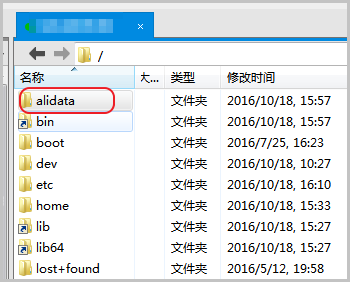 /
名称 大... 类型 修改时间
alidata 文件夹 2016/10/18, 15:57
bin 文件夹 2016/10/18, 15:57
boot 文件夹 2016/7/25, 16:23
dev 文件夹 2016/10/18, 10:27
etc 文件夹 2016/10/18, 16:10
home 文件夹 2016/10/18, 15:33
lib 文件夹 2016/10/18, 15:27
lib64 文件夹 2016/10/18, 15:27
lost+found 文件夹 2016/5/12, 19:58